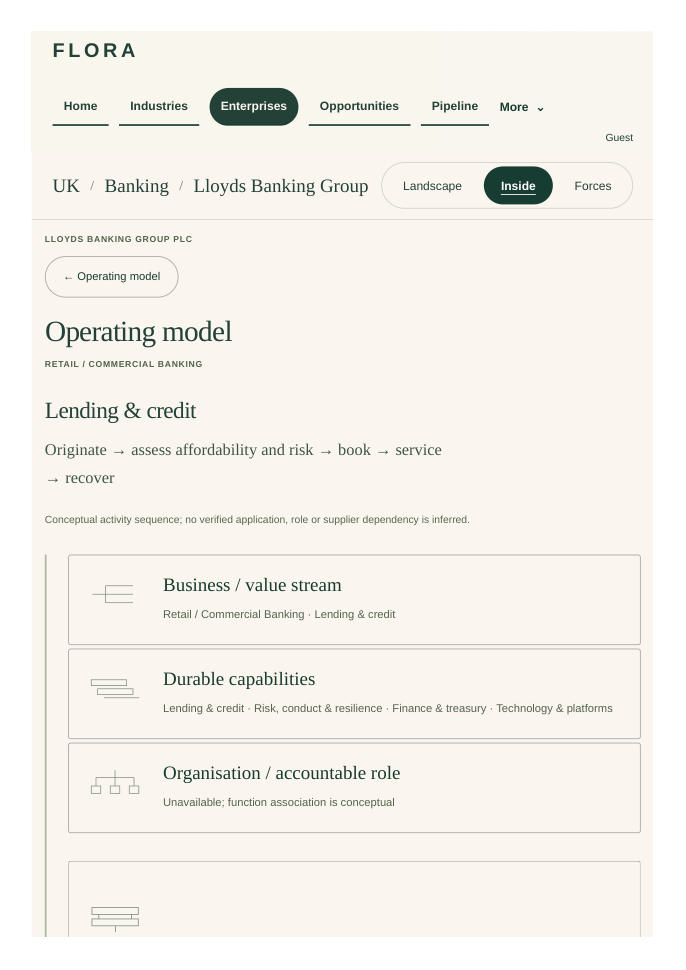 FLORA
Home Industries Enterprises Opportunities Pipeline More ⌄
Guest
UK / Banking / Lloyds Banking Group Landscape Inside Forces
LLOYDS BANKING GROUP PLC
← Operating model
Operating model
RETAIL / COMMERCIAL BANKING
Lending & credit
Originate → assess affordability and risk → book → service
→ recover
Conceptual activity sequence; no verified application, role or supplier dependency is inferred.
Business / value stream
Retail / Commercial Banking · Lending & credit
Durable capabilities
Lending & credit · Risk, conduct & resilience · Finance & treasury · Technology & platforms
Organisation / accountable role
Unavailable; function association is conceptual